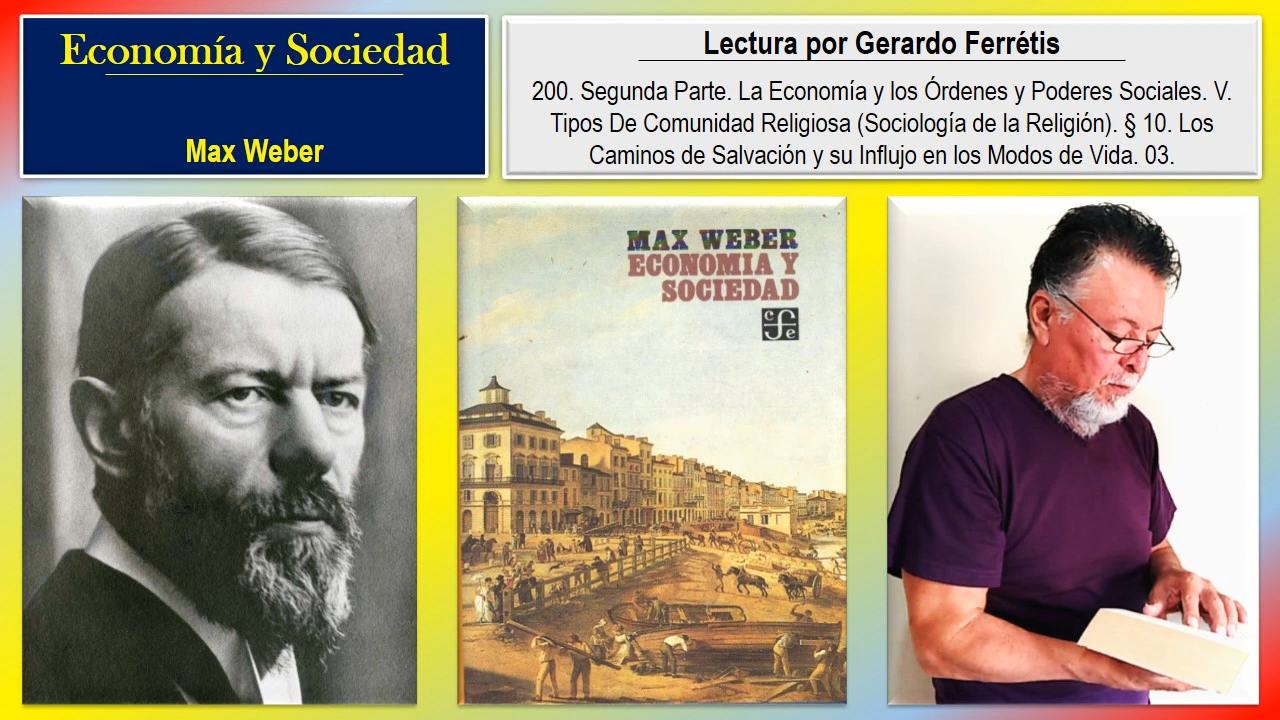 Economía y Sociedad
Max Weber
Lectura por Gerardo Ferrétis
200. Segunda Parte. La Economía y los Órdenes y Poderes Sociales. V.
Tipos De Comunidad Religiosa (Sociología de la Religión). § 10. Los
Caminos de Salvación y su Influjo en los Modos de Vida. 03.
MAX WEBER
ECONOMIA Y
SOCIEDAD
cfe